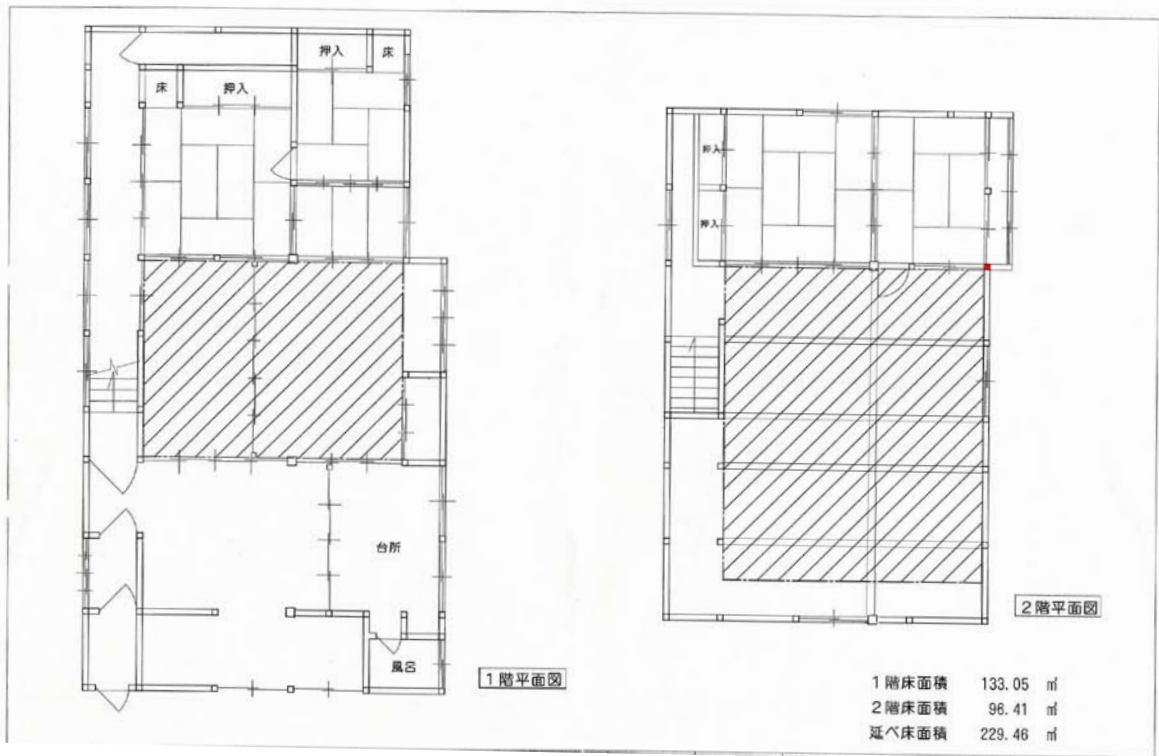 押入
床
床
押入
台所
風呂
1階平面図
押入
押入
2階平面図
1階床面積 133.05 ㎡
2階床面積 96.41 ㎡
延べ床面積 229.46 ㎡